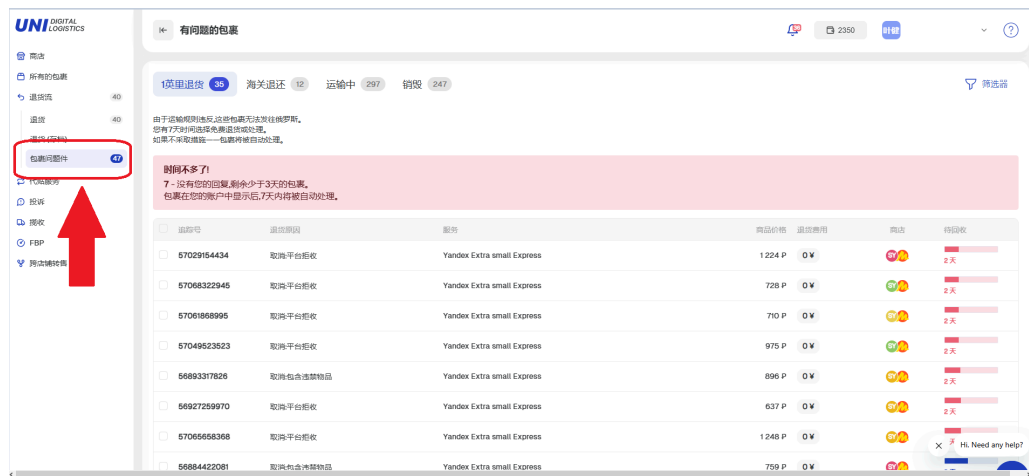 UNI DIGITAL LOGISTICS
有问题的包裹
2350
叶健
商店
所有的包裹
退货流 40
退货 40
退货 (存档)
包裹问题件 47
代贴服务
投诉
揽收
FBP
跨店铺转售
1英里退货 35 海关退还 12 运输中 297 销毁 247
筛选器
由于运输规则违反,这些包裹无法发往俄罗斯。
您有7天时间选择免费退货或处理。
如果不采取措施——包裹将被自动处理。
时间不多了!
7 - 没有您的回复,剩余少于3天的包裹。
包裹在您的账户中显示后,7天内将被自动处理。
追踪号 退货原因 服务 商品价格 退货费用 商店 待回收
57029154434 取消:平台拒收 Yandex Extra small Express 1 224 ₽ 0 ¥ SY 2 天
57068322945 取消:平台拒收 Yandex Extra small Express 728 ₽ 0 ¥ SY 2 天
57061868995 取消:平台拒收 Yandex Extra small Express 710 ₽ 0 ¥ SY 2 天
57049523523 取消:平台拒收 Yandex Extra small Express 975 ₽ 0 ¥ SY 2 天
56893317826 取消:包含违禁物品 Yandex Extra small Express 896 ₽ 0 ¥ SY 2 天
56927259970 取消:平台拒收 Yandex Extra small Express 637 ₽ 0 ¥ SY 2 天
57065658368 取消:平台拒收 Yandex Extra small Express 1 248 ₽ 0 ¥ SY
Hi. Need any help?
56884422081 取消:包含违禁物品 Yandex Extra small Express 759 ₽ 0 ¥ SY